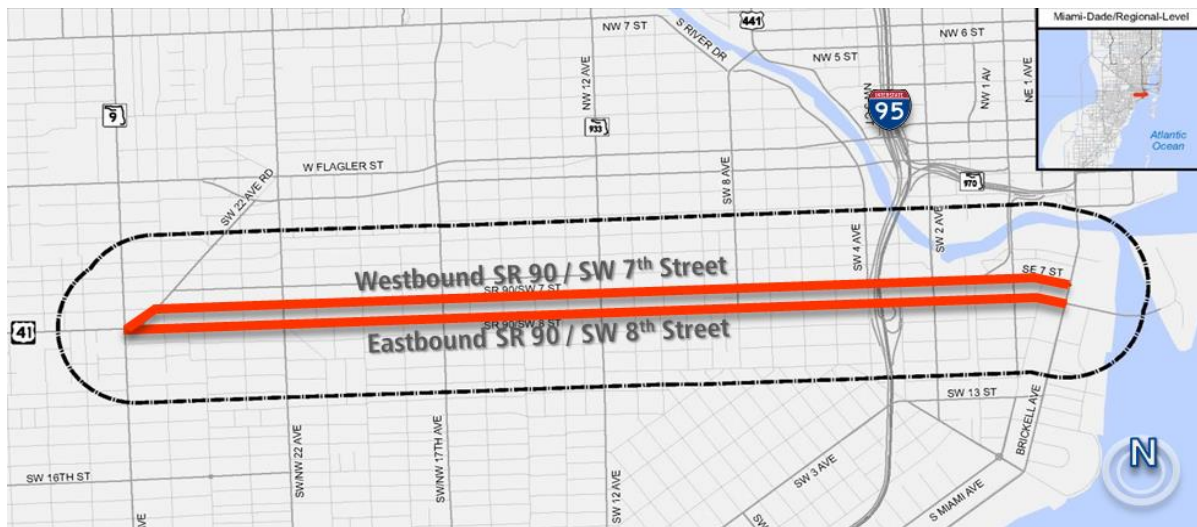 Miami-Dade/Regional-Level
Atlantic
Ocean
NW 7 ST
S RIVER DR
441
NW 6 ST
NW 5 ST
NW 12 AVE
NW 1 AV
NE 1 AVE
9
933
INTERSTATE
95
W FLAGLER ST
970
SW 22 AVE RD
SW 8 AVE
SW 4 AVE
SW 2 AVE
Westbound SR 90 / SW 7th Street
SR 90/SW 7 ST
SE 7 ST
41
SR 90/SW 8 ST
Eastbound SR 90 / SW 8th Street
SW 13 ST
BRICKELL AVE
SW/NW 22 AVE
SW/NW 17TH AVE
SW 12 AVE
SW 16TH ST
SW 3 AVE
S MIAMI AVE
N